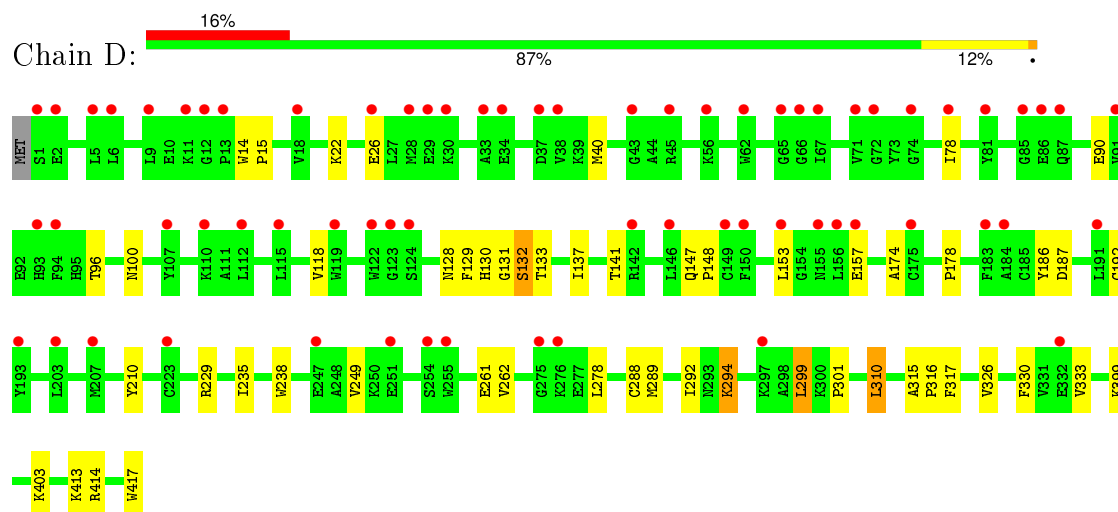 16%
Chain D:
87% 12% •
MET S1 E2 L5 L6 L9 E10 K11 G12 P13 W14 P15 V18 K22 E26 L27 M28 E29 K30 A33 E34 D37 V38 K39 M40 G43 A44 R45 K56 W62 G65 G66 I67 V71 G72 Y73 G74 I78 Y81 G85 E86 Q87 E90
E92 H93 F94 H95 T96 N100 Y107 K110 A111 L112 L115 V118 W119 W122 G123 S124 N128 F129 H130 G131 S132 T133 I137 T141 R142 L146 Q147 P148 C149 F150 L153 G154 N155 L156 E157 A174 C175 P178 F183 A184 C185 Y186 D187 L191
Y193 L203 M207 Y210 C223 R229 I235 W238 E247 A248 V249 K250 E251 S254 W255 E261 V262 G275 K276 E277 L278 C288 M289 I292 N293 K294 K297 A298 L299 K300 P301 L310 A315 P316 F317 V326 F330 V331 E332 V333
K403 K413 R414 W417